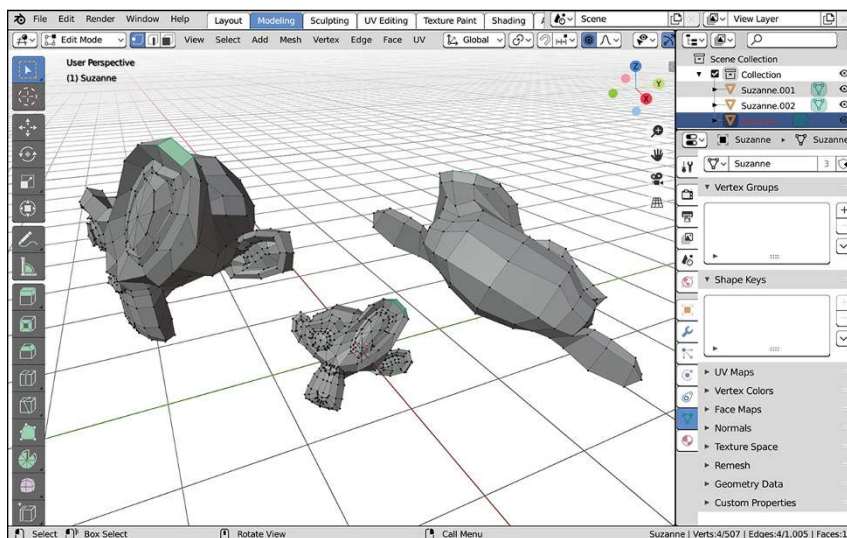 File Edit Render Window Help Layout Modeling Sculpting UV Editing Texture Paint Shading Scene View Layer
Edit Mode View Select Add Mesh Vertex Edge Face UV Global
User Perspective
(1) Suzanne
Z
Y
X
Scene Collection
Collection
Suzanne.001
Suzanne.002
Suzanne Suzanne
Suzanne 3
Vertex Groups
Shape Keys
UV Maps
Vertex Colors
Face Maps
Normals
Texture Space
Remesh
Geometry Data
Custom Properties
Select Box Select Rotate View Call Menu Suzanne | Verts:4/507 | Edges:4/1,005 | Faces:1